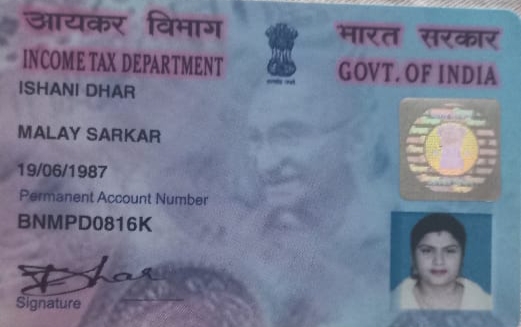 आयकर विभाग
भारत सरकार
INCOME TAX DEPARTMENT
GOVT. OF INDIA
ISHANI DHAR
MALAY SARKAR
19/06/1987
Permanent Account Number
BNMPD0816K
Dhar
Signature